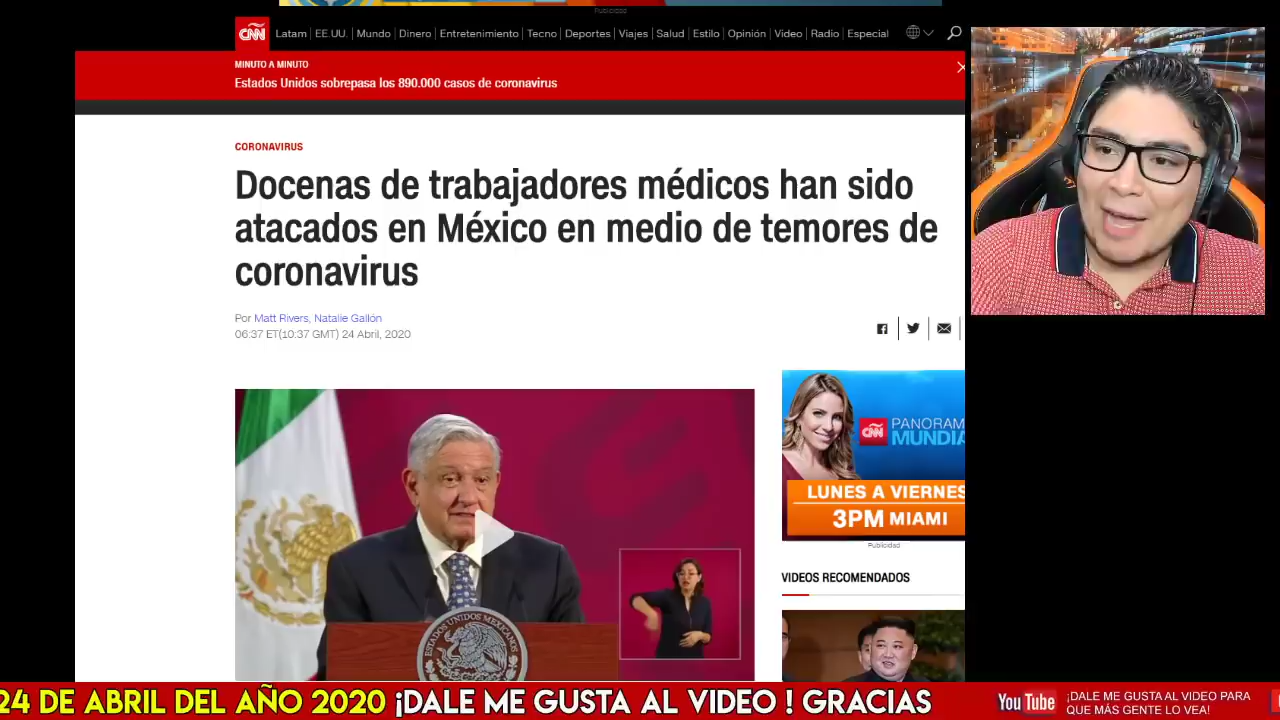 Publicidad
CNN
Latam EE.UU. Mundo Dinero Entretenimiento Tecno Deportes Viajes Salud Estilo Opinión Video Radio Especial
MINUTO A MINUTO
Estados Unidos sobrepasa los 890.000 casos de coronavirus
CORONAVIRUS
Docenas de trabajadores médicos han sido
atacados en México en medio de temores de
coronavirus
Por Matt Rivers, Natalie Gallón
06:37 ET(10:37 GMT) 24 Abril, 2020
CNN
PANORAM
MUNDIA
LUNES A VIERNES
3PM MIAMI
Publicidad
VIDEOS RECOMENDADOS
ESTADOS UNIDOS MEXICANOS
24 DE ABRIL DEL AÑO 2020 ¡DALE ME GUSTA AL VIDEO ! GRACIAS
YouTube
¡DALE ME GUSTA AL VIDEO PARA
QUE MÁS GENTE LO VEA!